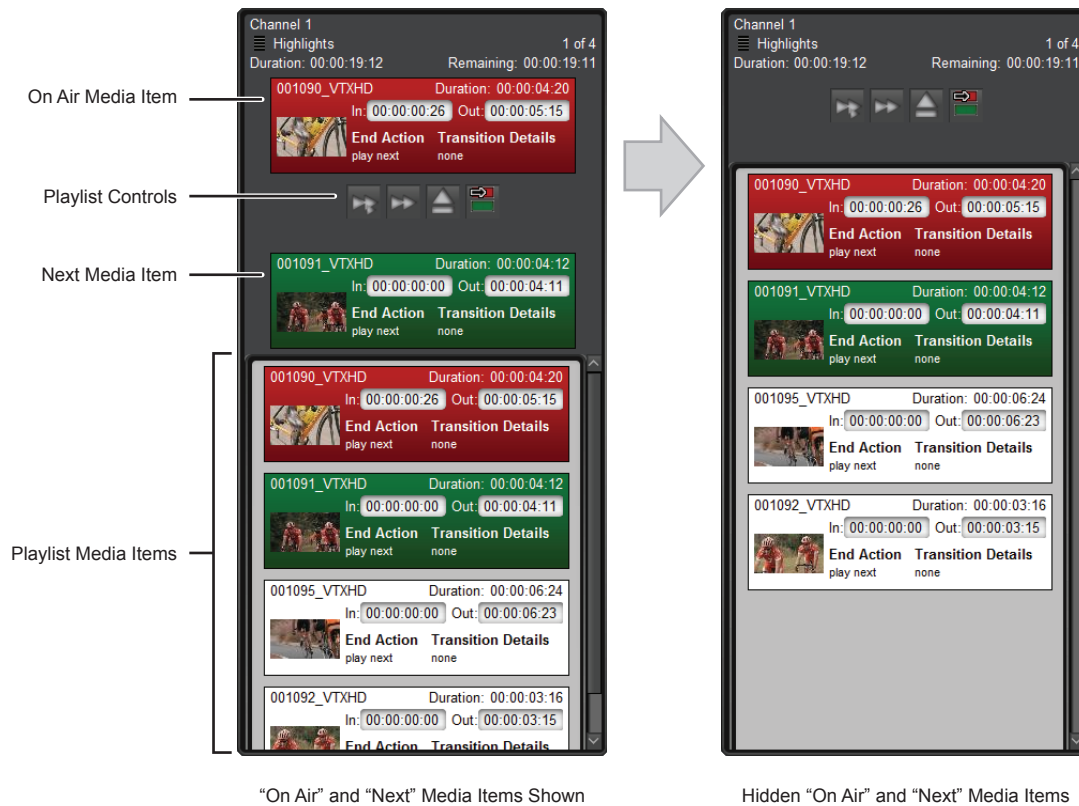 Channel 1
Highlights 1 of 4
Duration: 00:00:19:12 Remaining: 00:00:19:11
On Air Media Item
001090_VTXHD Duration: 00:00:04:20
In: 00:00:00:26 Out: 00:00:05:15
End Action Transition Details
play next none
Playlist Controls
Next Media Item
001091_VTXHD Duration: 00:00:04:12
In: 00:00:00:00 Out: 00:00:04:11
End Action Transition Details
play next none
Playlist Media Items
001090_VTXHD Duration: 00:00:04:20
In: 00:00:00:26 Out: 00:00:05:15
End Action Transition Details
play next none
001091_VTXHD Duration: 00:00:04:12
In: 00:00:00:00 Out: 00:00:04:11
End Action Transition Details
play next none
001095_VTXHD Duration: 00:00:06:24
In: 00:00:00:00 Out: 00:00:06:23
End Action Transition Details
play next none
001092_VTXHD Duration: 00:00:03:16
In: 00:00:00:00 Out: 00:00:03:15
End Action Transition Details
“On Air” and “Next” Media Items Shown
Channel 1
Highlights 1 of 4
Duration: 00:00:19:12 Remaining: 00:00:19:11
001090_VTXHD Duration: 00:00:04:20
In: 00:00:00:26 Out: 00:00:05:15
End Action Transition Details
play next none
001091_VTXHD Duration: 00:00:04:12
In: 00:00:00:00 Out: 00:00:04:11
End Action Transition Details
play next none
001095_VTXHD Duration: 00:00:06:24
In: 00:00:00:00 Out: 00:00:06:23
End Action Transition Details
play next none
001092_VTXHD Duration: 00:00:03:16
In: 00:00:00:00 Out: 00:00:03:15
End Action Transition Details
play next none
Hidden “On Air” and “Next” Media Items